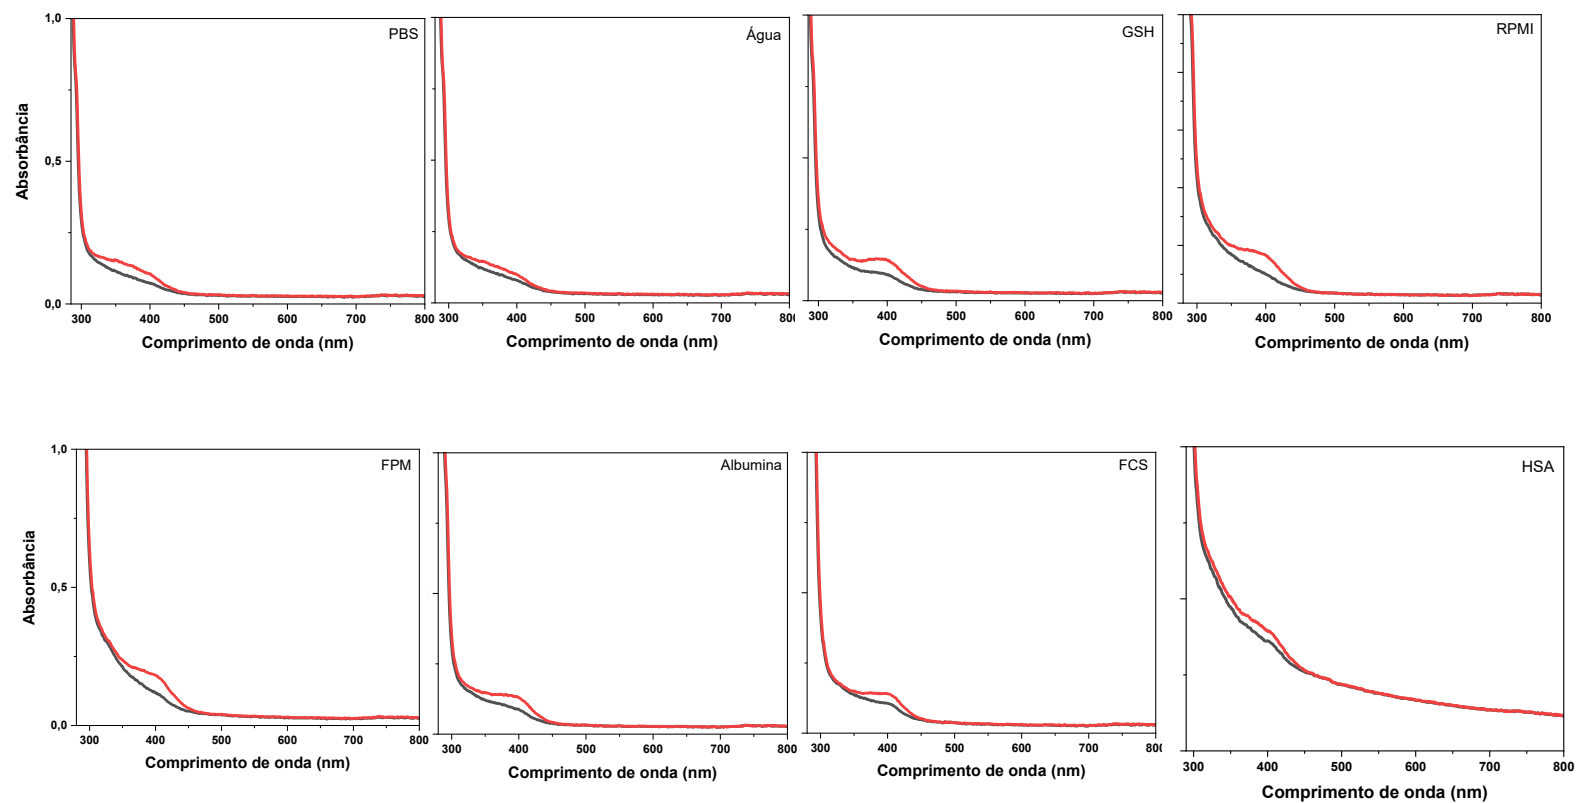 PBS
1,0
0,5
0,0
Absorbância
300 400 500 600 700 800
Comprimento de onda (nm)
Água
300 400 500 600 700 800
Comprimento de onda (nm)
GSH
300 400 500 600 700 800
Comprimento de onda (nm)
RPMI
300 400 500 600 700 800
Comprimento de onda (nm)
FPM
1,0
0,5
0,0
Absorbância
300 400 500 600 700 800
Comprimento de onda (nm)
Albumina
300 400 500 600 700 800
Comprimento de onda (nm)
FCS
300 400 500 600 700 800
Comprimento de onda (nm)
HSA
300 400 500 600 700 800
Comprimento de onda (nm)